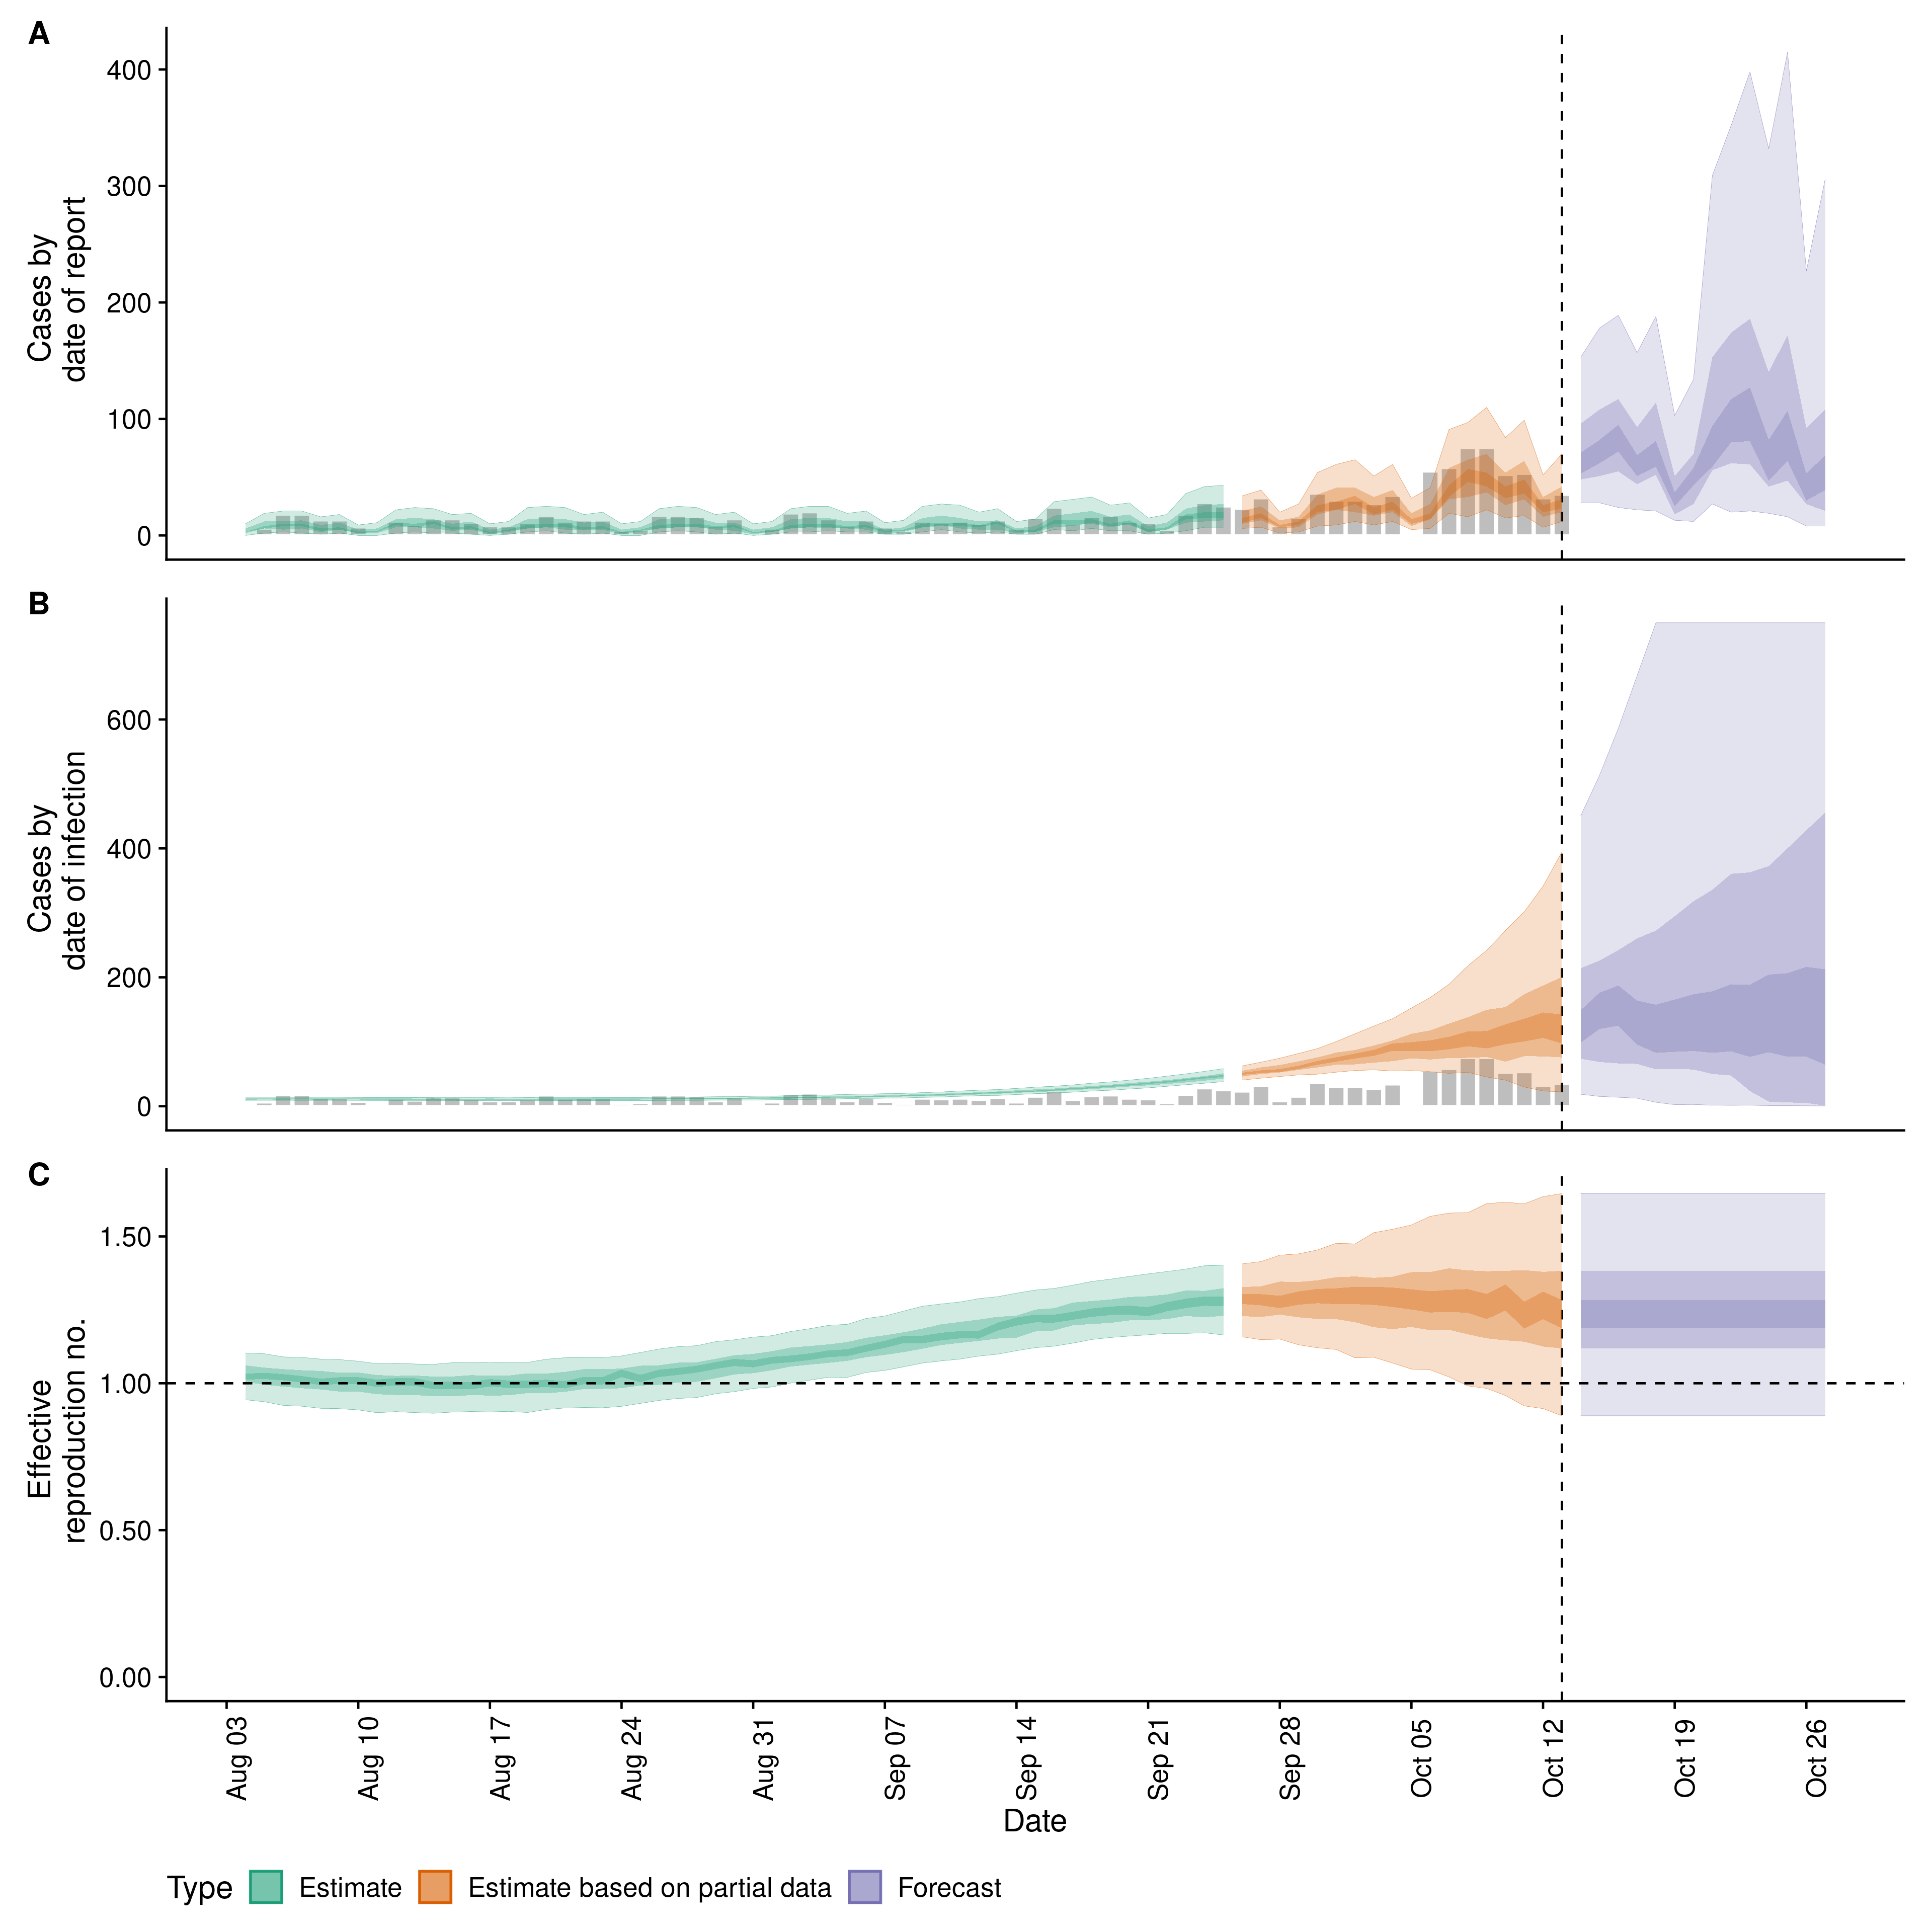 A
400
300
200
100
0
Cases by
date of report
B
600
400
200
0
Cases by
date of infection
C
1.50
1.00
0.50
0.00
Effective
reproduction no.
Aug 03
Aug 10
Aug 17
Aug 24
Aug 31
Sep 07
Sep 14
Sep 21
Sep 28
Oct 05
Oct 12
Oct 19
Oct 26
Date
Type Estimate Estimate based on partial data Forecast